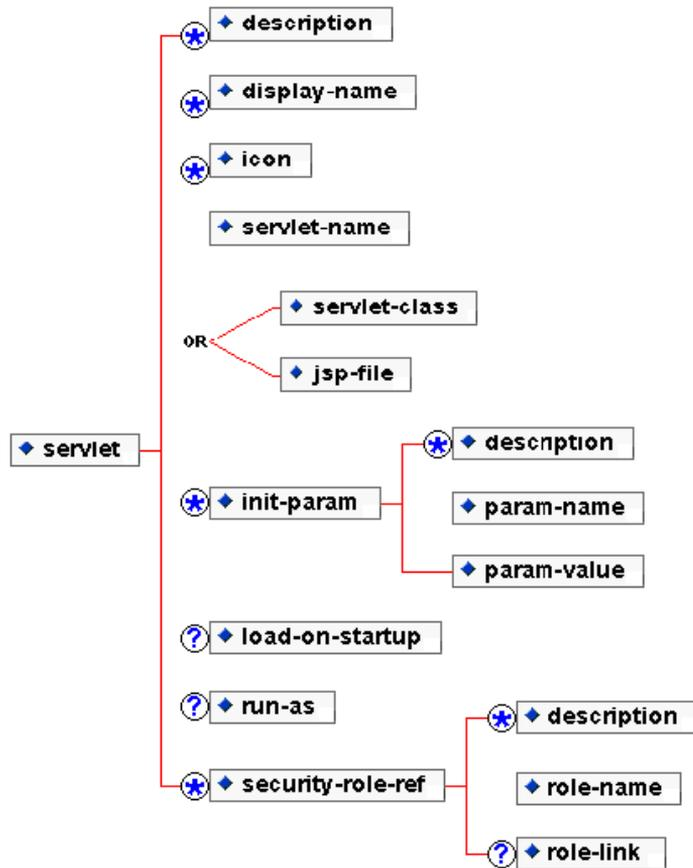 description
display-name
icon
servlet-name
OR
servlet-class
jsp-file
servlet
init-param
description
param-name
param-value
load-on-startup
run-as
security-role-ref
description
role-name
role-link